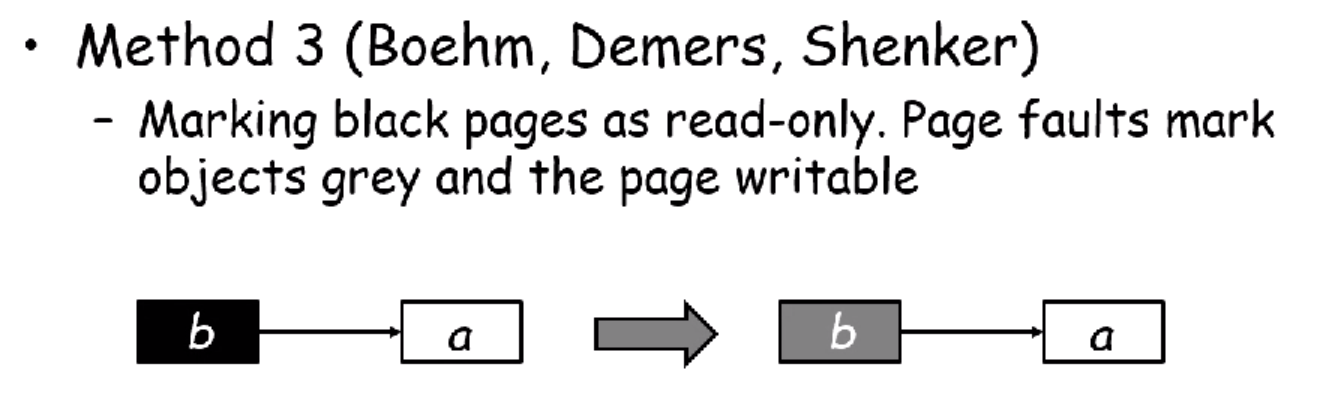 • Method 3 (Boehm, Demers, Shenker)
– Marking black pages as read-only. Page faults mark
objects grey and the page writable
b a b a